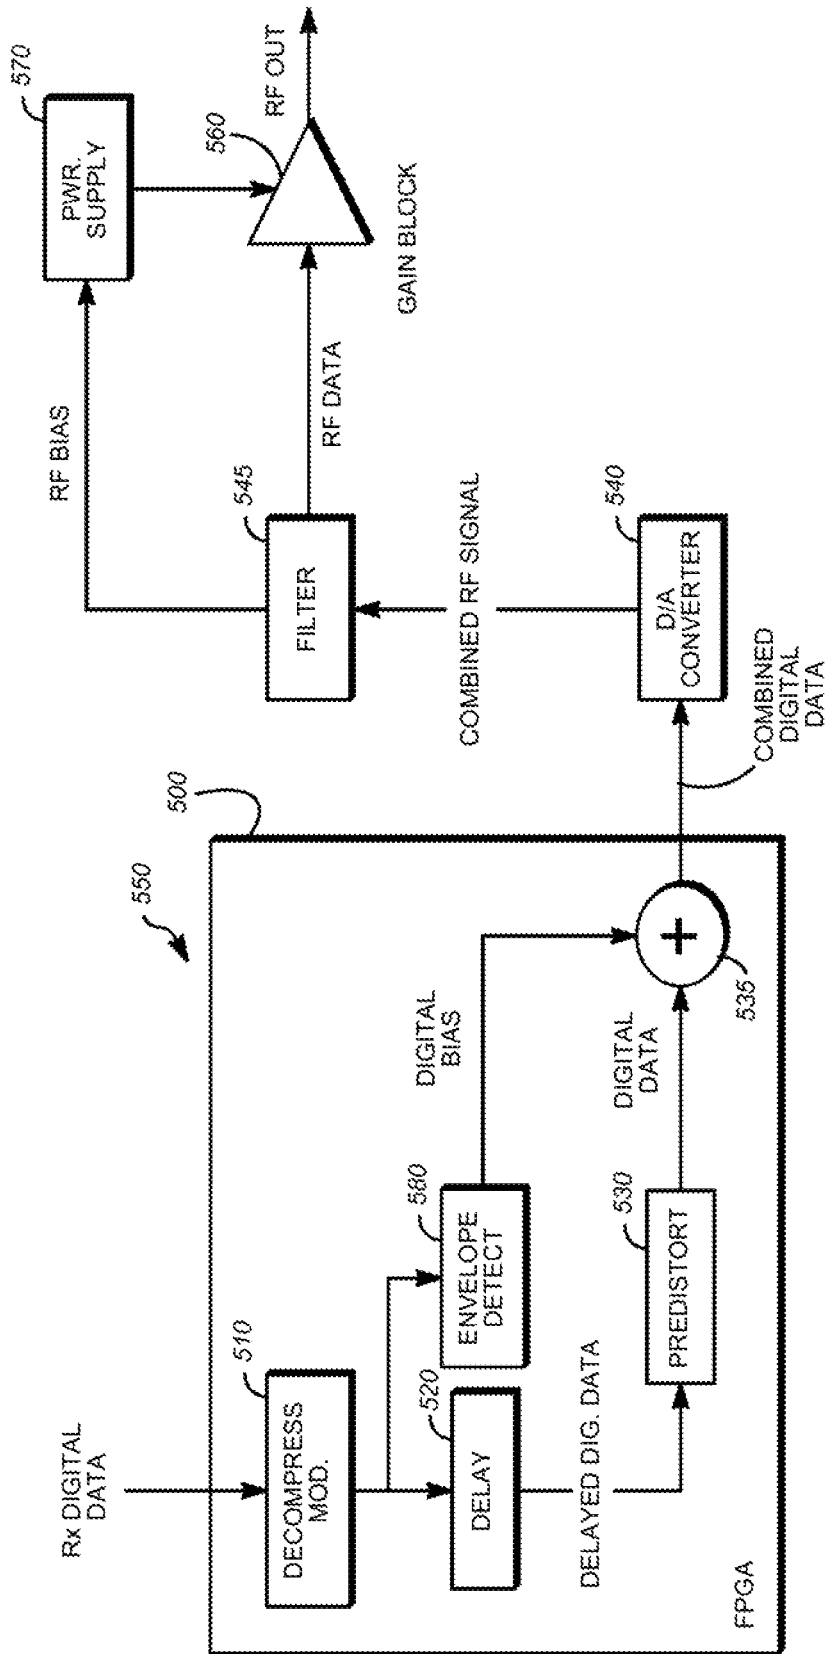 Rx DIGITAL
DATA
510
DECOMPRESS
MOD.
520
DELAY
DELAYED DIG. DATA
FPGA
580
ENVELOPE
DETECT
530
PREDISTORT
DIGITAL
BIAS
DIGITAL
DATA
535
+
550
500
COMBINED
DIGITAL
DATA
540
D/A
CONVERTER
COMBINED RF SIGNAL
545
FILTER
RF BIAS
RF DATA
570
PWR.
SUPPLY
560
GAIN BLOCK
RF OUT